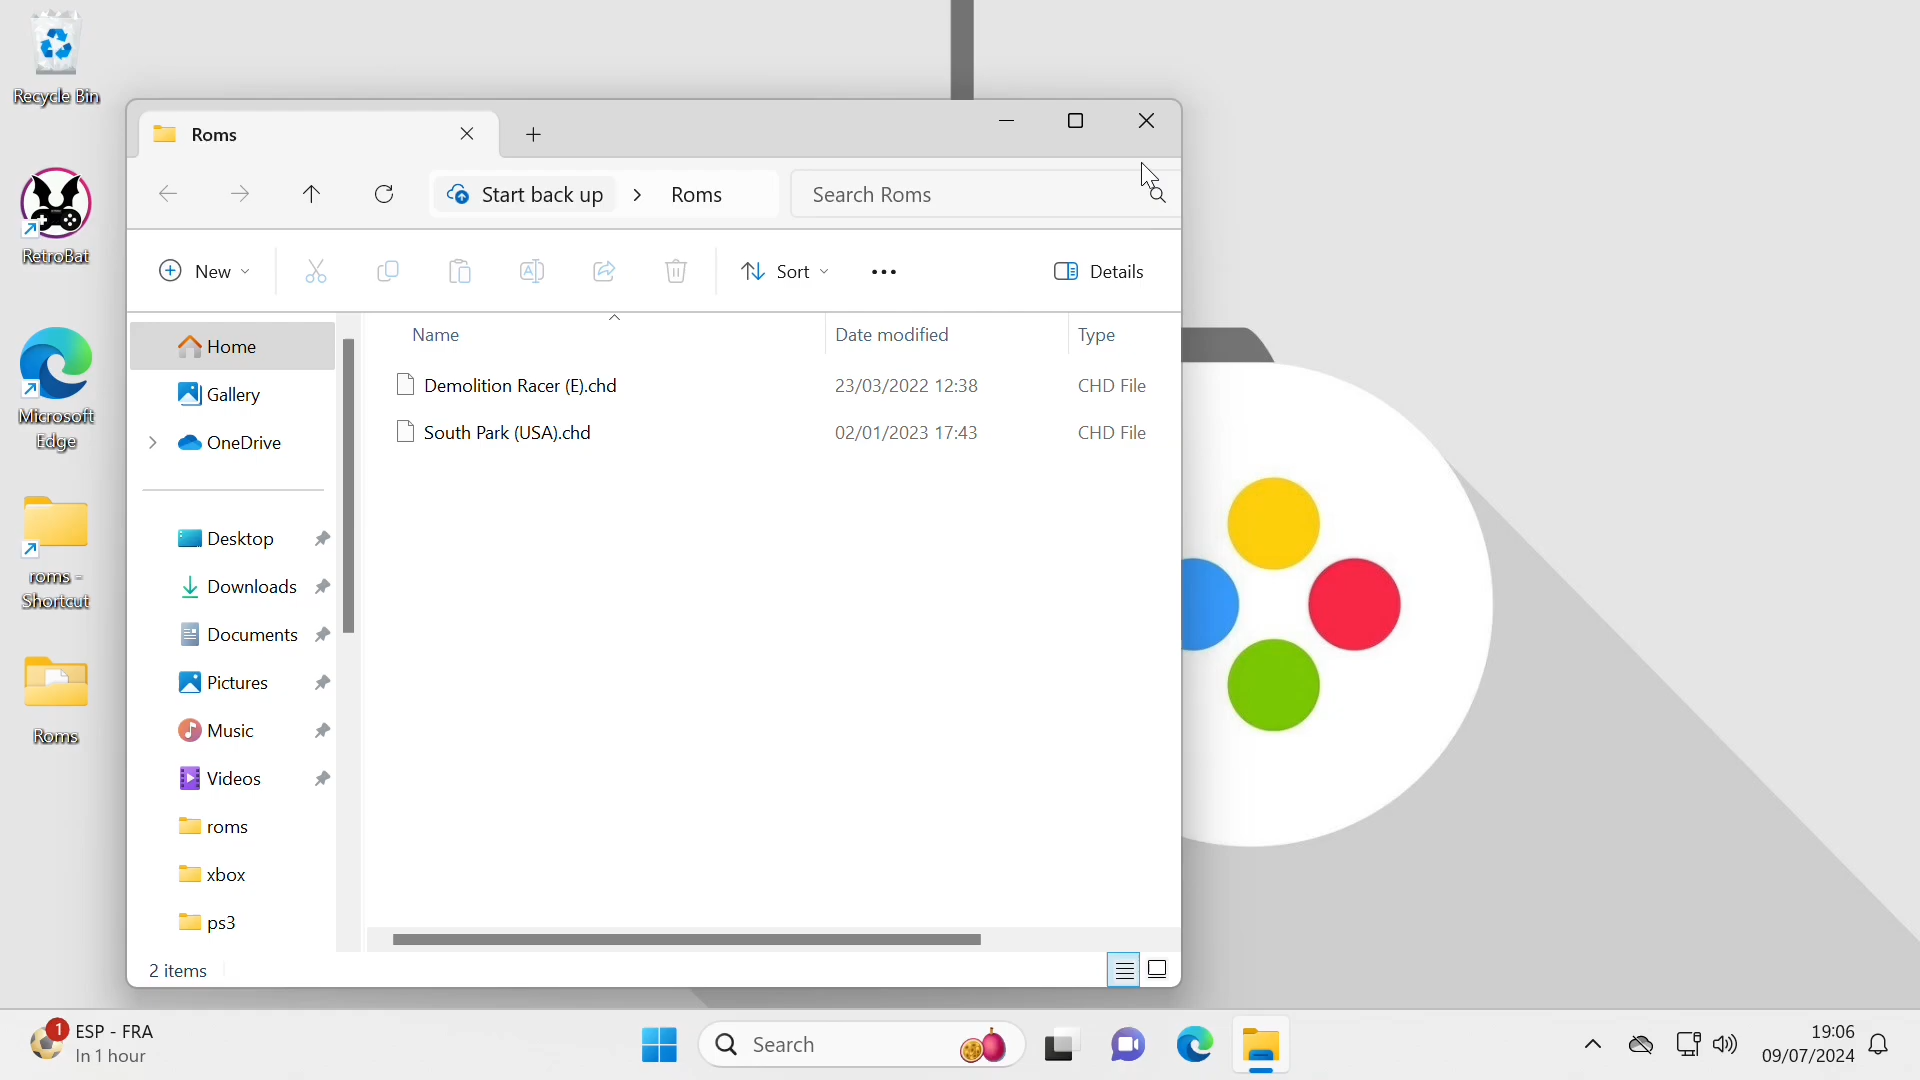 Recycle Bin
RetroBat
Microsoft
Edge
roms -
Shortcut
Roms
Roms
Start back up
Roms
Search Roms
New
Sort
Details
Name
Date modified
Type
Demolition Racer (E).chd
23/03/2022 12:38
CHD File
South Park (USA).chd
02/01/2023 17:43
CHD File
Home
Gallery
OneDrive
Desktop
Downloads
Documents
Pictures
Music
Videos
roms
xbox
ps3
2 items
1
ESP - FRA
In 1 hour
Search
19:06
09/07/2024